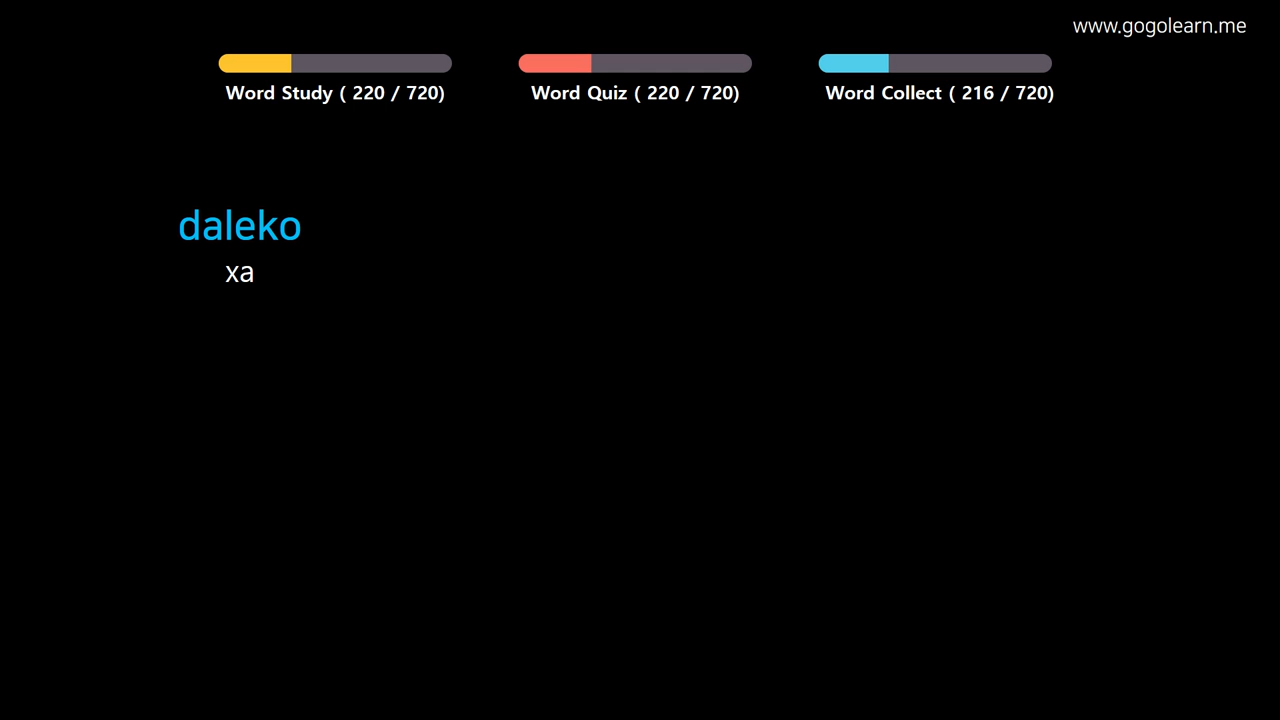 www.gogolearn.me
Word Study ( 220 / 720)
Word Quiz ( 220 / 720)
Word Collect ( 216 / 720)
daleko
xa